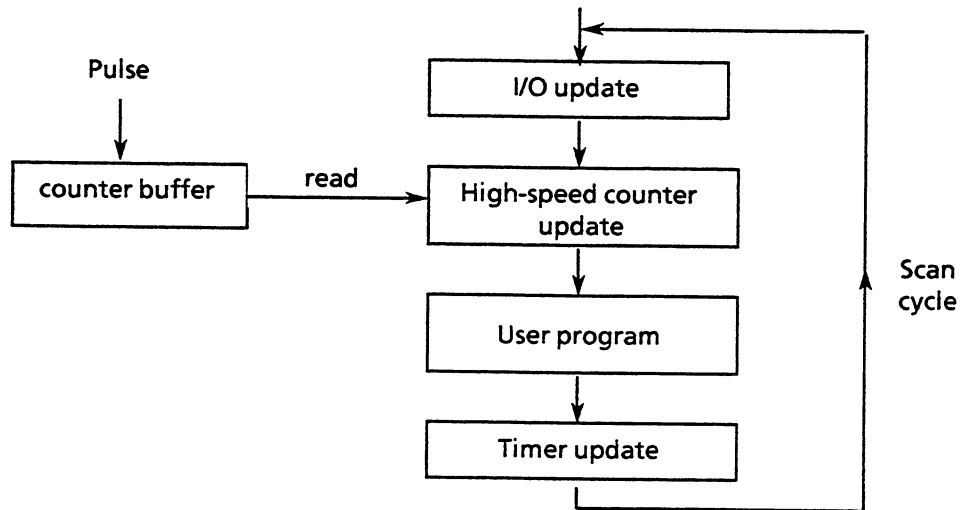 Pulse
counter buffer
read
I/O update
High-speed counter
update
User program
Timer update
Scan
cycle